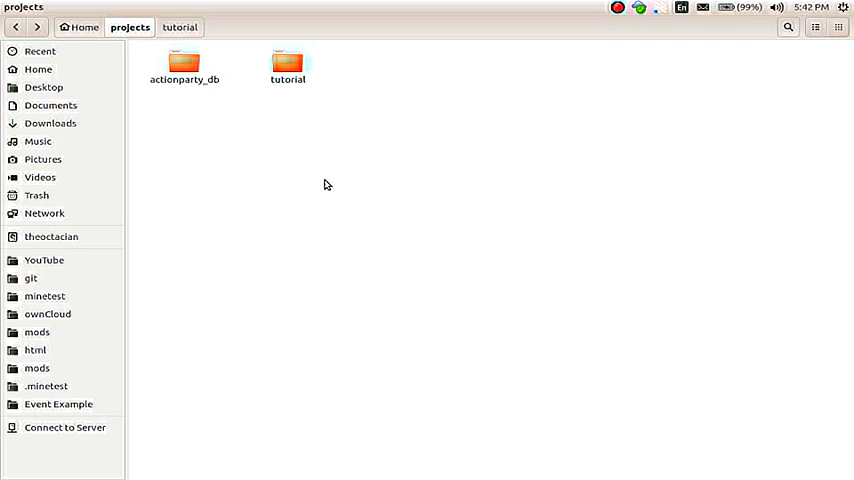 projects
En
(99%)
5:42 PM
Home
projects
tutorial
Recent
Home
Desktop
Documents
Downloads
Music
Pictures
Videos
Trash
Network
theoctacian
YouTube
git
minetest
ownCloud
mods
html
mods
.minetest
Event Example
Connect to Server
actionparty_db
tutorial